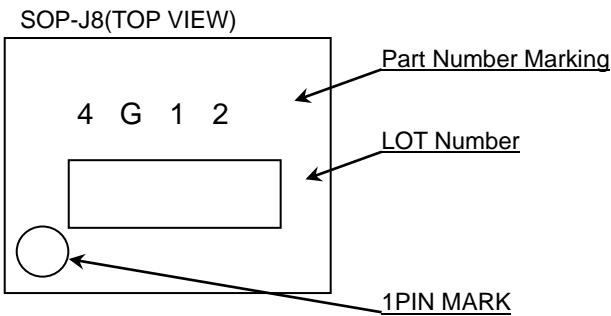 SOP-J8(TOP VIEW)
Part Number Marking
4 G 1 2
LOT Number
1PIN MARK